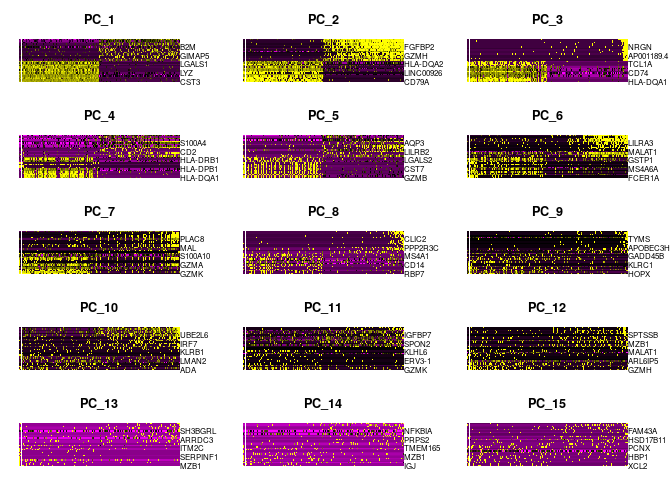 PC_1
B2M
GIMAP5
LGALS1
LYZ
CST3
PC_2
FGFBP2
GZMH
HLA-DQA2
LINC00926
CD79A
PC_3
NRGN
AP001189.4
TCL1A
CD74
HLA-DQA1
PC_4
S100A4
CD2
HLA-DRB1
HLA-DPB1
HLA-DQA1
PC_5
AQP3
LILRB2
LGALS2
CST7
GZMB
PC_6
LILRA3
MALAT1
GSTP1
MS4A6A
FCER1A
PC_7
PLAC8
MAL
S100A10
GZMA
GZMK
PC_8
CLIC2
PPP2R3C
MS4A1
CD14
RBP7
PC_9
TYMS
APOBEC3H
GADD45B
KLRC1
HOPX
PC_10
UBE2L6
IRF7
KLRB1
LMAN2
ADA
PC_11
IGFBP7
SPON2
KLHL6
ERV3-1
GZMK
PC_12
SPTSSB
MZB1
MALAT1
ARL6IP5
GZMH
PC_13
SH3BGRL
ARRDC3
ITM2C
SERPINF1
MZB1
PC_14
NFKBIA
PRPS2
TMEM165
MZB1
IGJ
PC_15
FAM43A
HSD17B11
PCNX
HBP1
XCL2